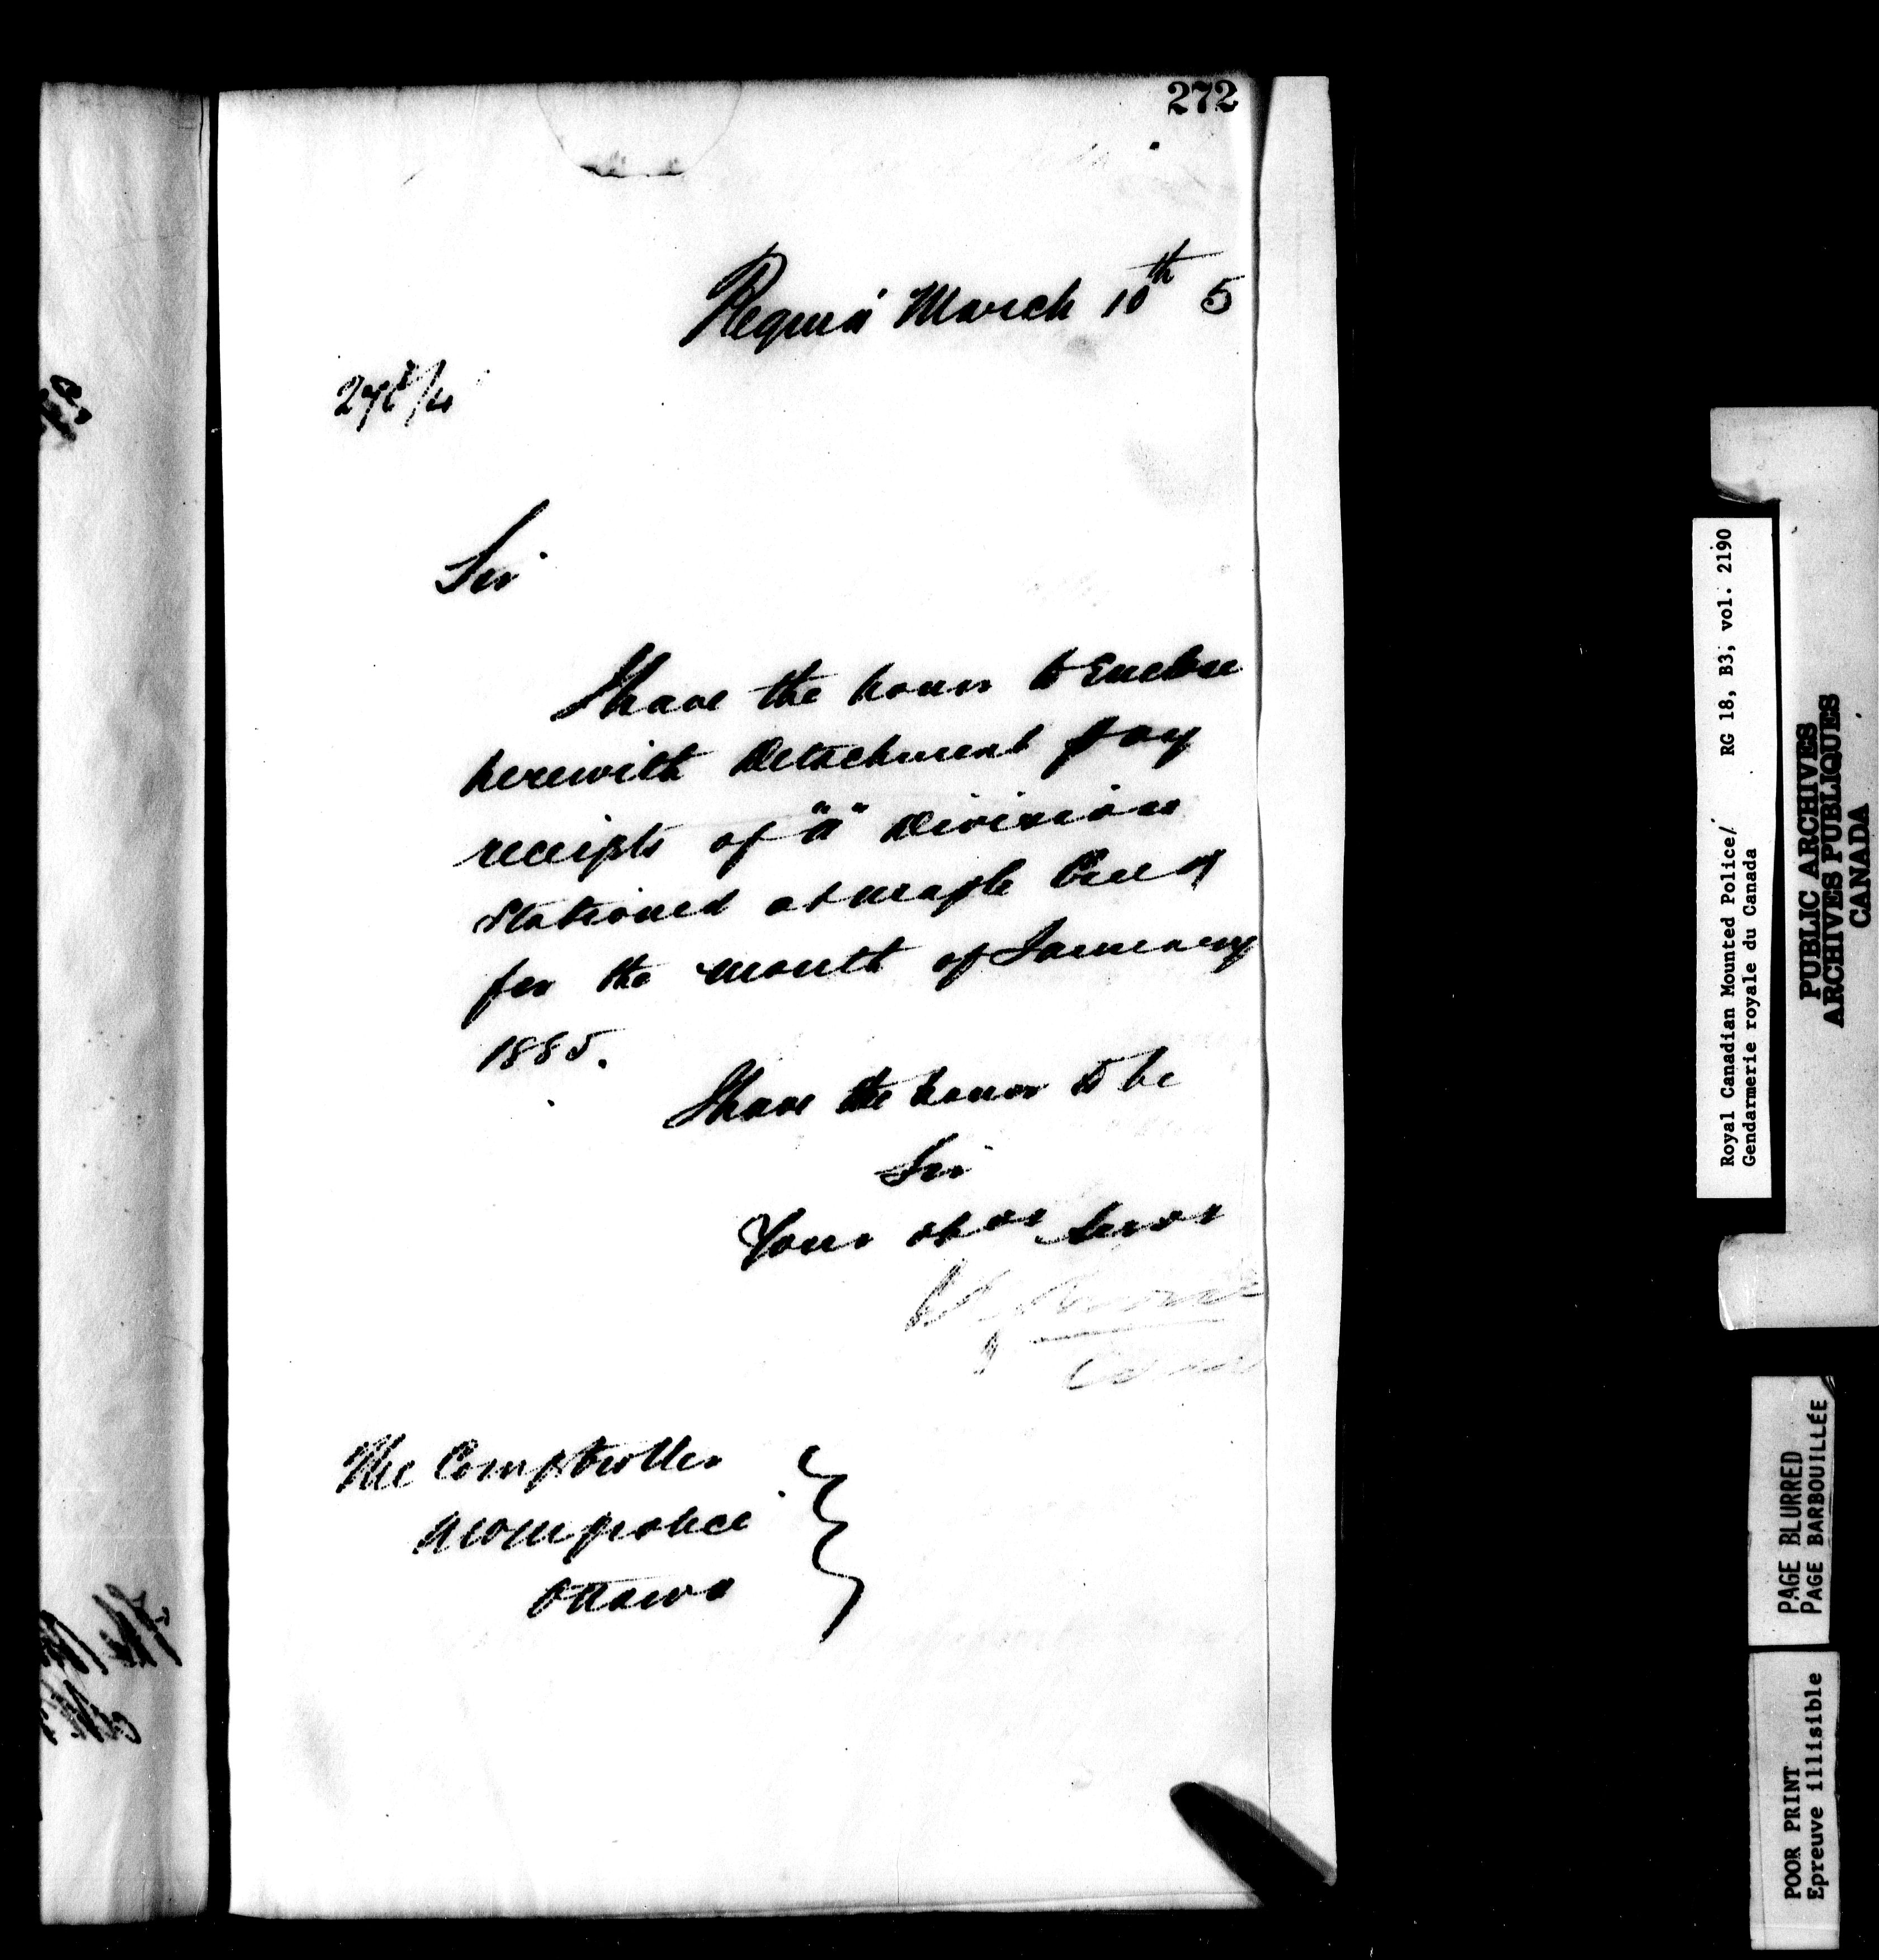 272
Regina March 10th 5
Sir
I have the honor to Enclose
herewith Detachment pay
receipts of "A" Division
stationed at Maple Creek
for the month of January
1885.
I have the honor to be
Sir
Your obdt Servt
The Comptroller
N W M Police
Ottawa
Royal Canadian Mounted Police/ RG 18, B3, vol. 2190
Gendarmerie royale du Canada
PUBLIC ARCHIVES
ARCHIVES PUBLIQUES
CANADA
PAGE BLURRED
PAGE BARBOUILLÉE
POOR PRINT
Epreuve illisible